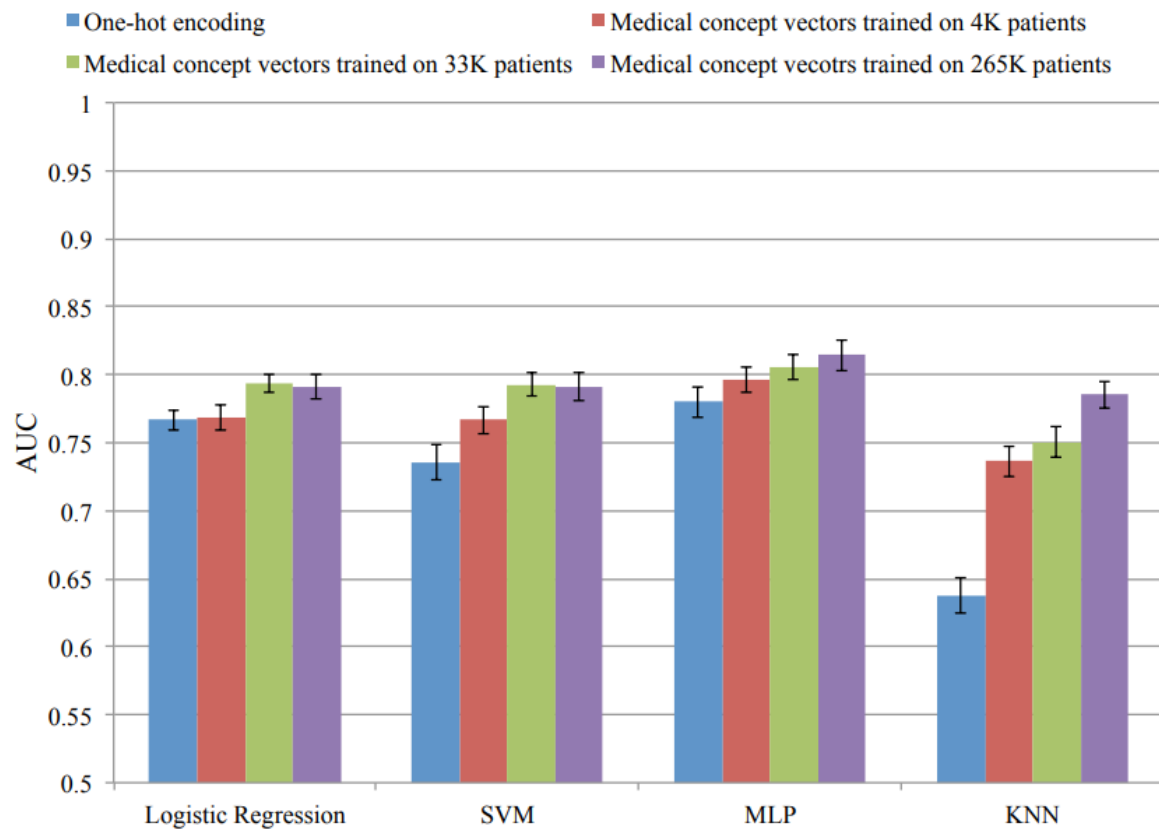 One-hot encoding
Medical concept vectors trained on 4K patients
Medical concept vectors trained on 33K patients
Medical concept vecotrs trained on 265K patients
1
0.95
0.9
0.85
0.8
0.75
0.7
0.65
0.6
0.55
0.5
AUC
Logistic Regression
SVM
MLP
KNN